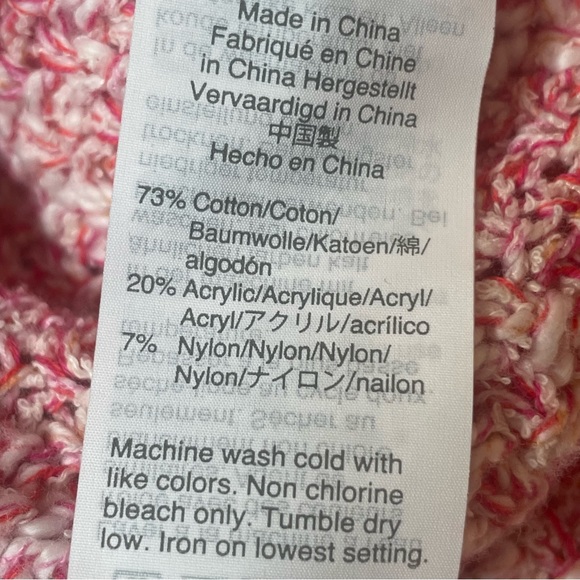 Made in China
Fabriqué en Chine
in China Hergestellt
Vervaardigd in China
中国製
Hecho en China
73% Cotton/Coton/
Baumwolle/Katoen/綿/
algodón
20% Acrylic/Acrylique/Acryl/
Acryl/アクリル/acrílico
7% Nylon/Nylon/Nylon/
Nylon/ナイロン/nailon
Machine wash cold with
like colors. Non chlorine
bleach only. Tumble dry
low. Iron on lowest setting.